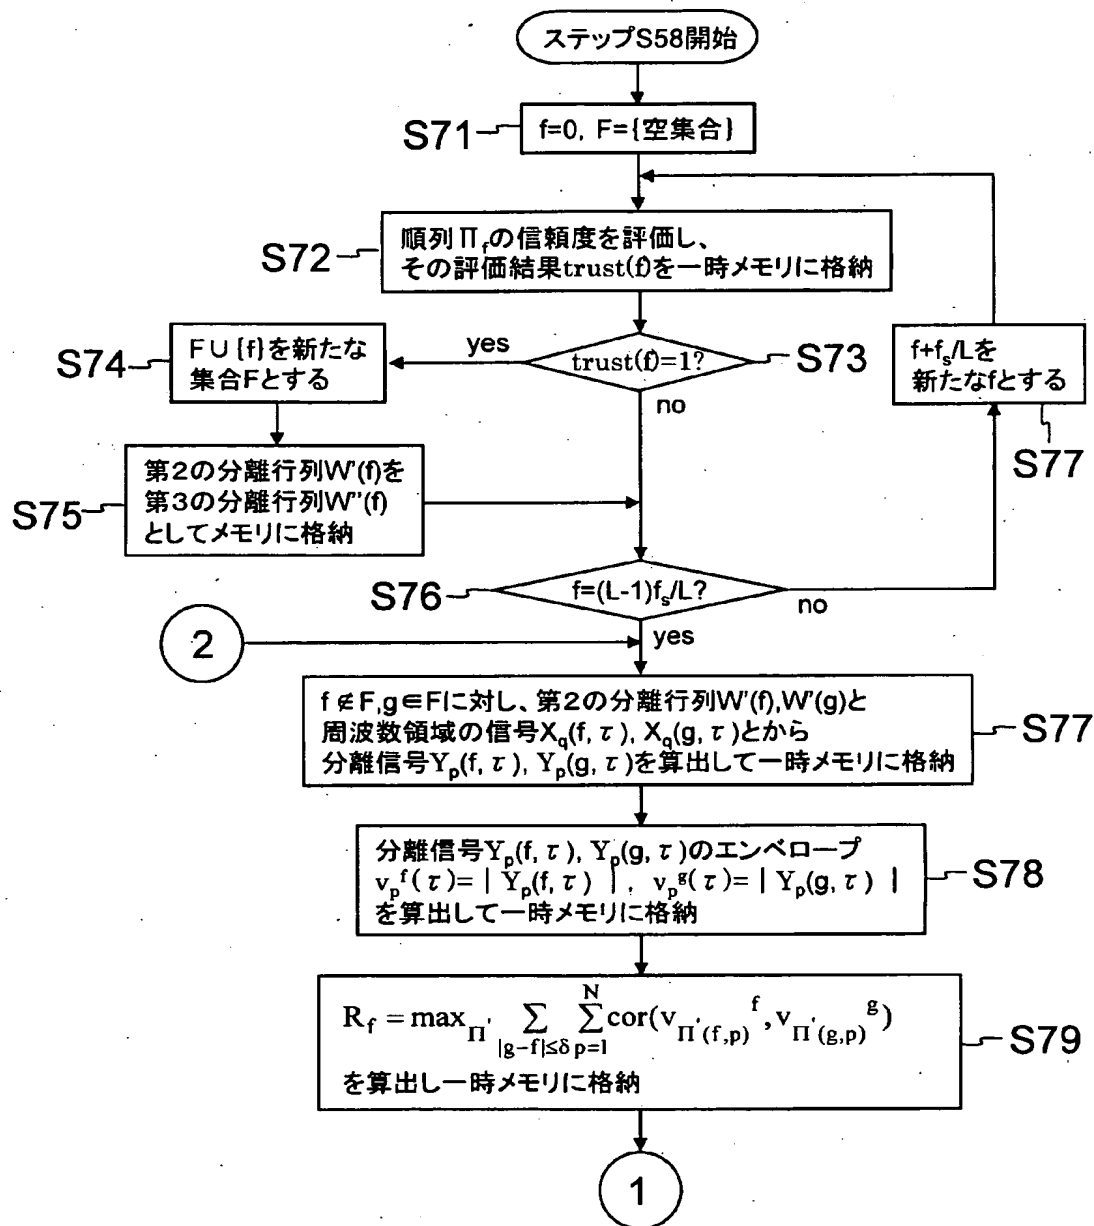 ステップS58開始
S71
f=0, F={空集合}
S72
順列Π_fの信頼度を評価し、
その評価結果trust(f)を一時メモリに格納
S73
trust(f)=1?
yes
no
S74
F∪{f}を新たな
集合Fとする
S75
第2の分離行列W'(f)を
第3の分離行列W''(f)
としてメモリに格納
f+f_s/Lを
新たなfとする
S77
S76
f=(L-1)f_s/L?
no
yes
2
f∉F,g∈Fに対し、第2の分離行列W'(f),W'(g)と
周波数領域の信号X_q(f, τ), X_q(g, τ)とから
分離信号Y_p(f, τ), Y_p(g, τ)を算出して一時メモリに格納
S77
分離信号Y_p(f, τ), Y_p(g, τ)のエンベロープ
v_p^f(τ)=|Y_p(f, τ)|, v_p^g(τ)=|Y_p(g, τ)|
を算出して一時メモリに格納
S78
R_f = max_Π' Σ_{|g-f|≤δ} Σ_{p=1}^N cor(v_{Π'(f,p)}^f, v_{Π'(g,p)}^g)
を算出し一時メモリに格納
S79
1